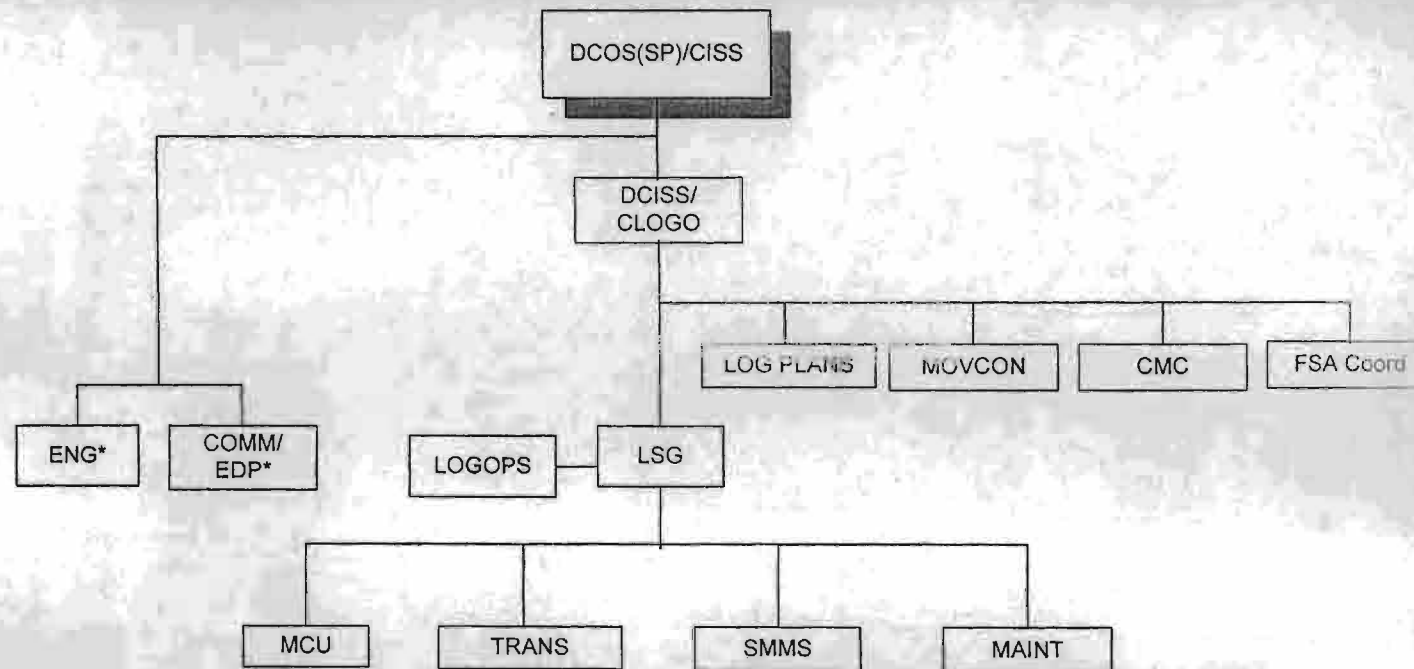 DCOS(SP)/CISS
DCISS/
CLOGO
LOG PLANS
MOVCON
CMC
FSA Coord
ENG*
COMM/
EDP*
LOGOPS
LSG
MCU
TRANS
SMMS
MAINT